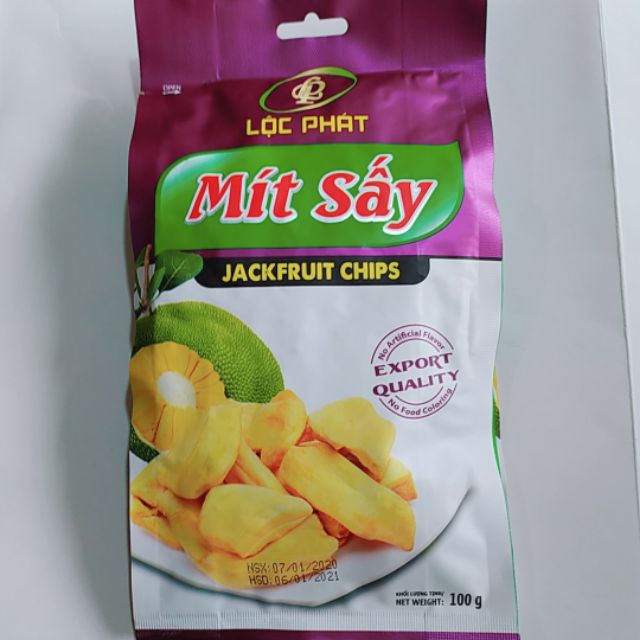 OPEN
LỘC PHÁT
Mít Sấy
JACKFRUIT CHIPS
No Artificial Flavor
EXPORT
QUALITY
No Food Coloring
NSX:07/01/2020
HSD:06/01/2021
KHỐI LƯỢNG TỊNH/
NET WEIGHT: 100 g